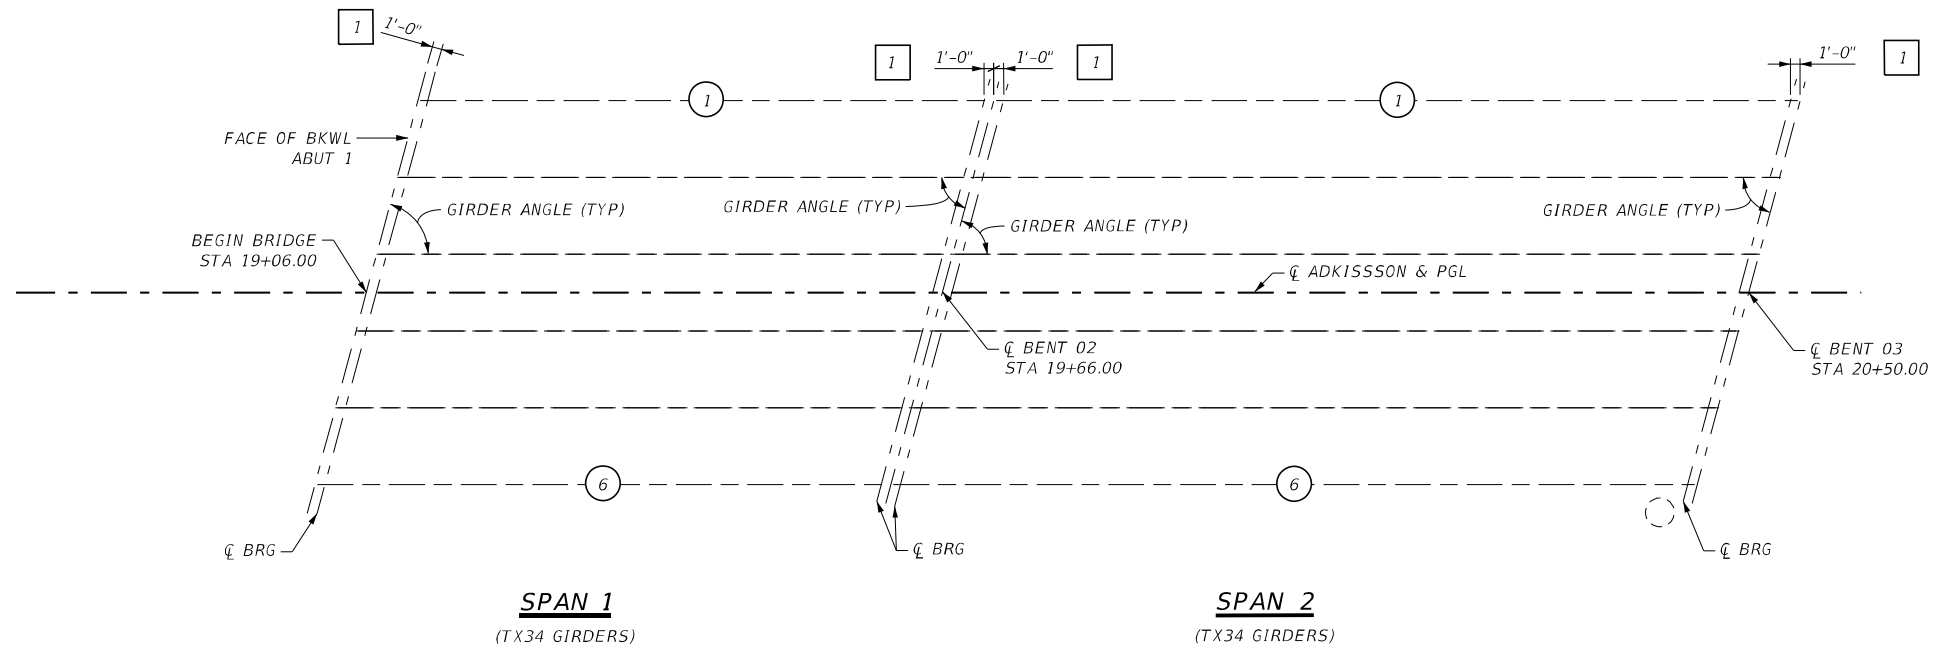 1
1'-0"
1
1'-0"
1'-0"
1
1'-0"
1
1
1
FACE OF BKWL
ABUT 1
GIRDER ANGLE (TYP)
GIRDER ANGLE (TYP)
GIRDER ANGLE (TYP)
GIRDER ANGLE (TYP)
BEGIN BRIDGE
STA 19+06.00
℄ ADKISSSON & PGL
℄ BENT 02
STA 19+66.00
℄ BENT 03
STA 20+50.00
6
6
℄ BRG
℄ BRG
℄ BRG
SPAN 1
(TX34 GIRDERS)
SPAN 2
(TX34 GIRDERS)